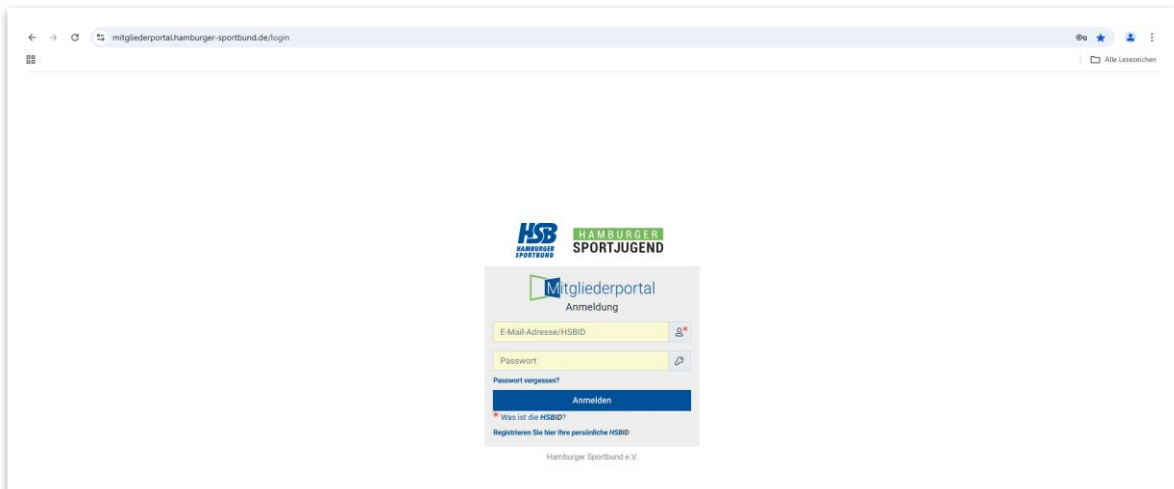 mitgliederportal.hamburger-sportbund.de/login
Alle Lesezeichen
HSB HAMBURGER
HAMBURGER SPORTJUGEND
SPORTBUND
Mitgliederportal
Anmeldung
E-Mail-Adresse/HSBID
*
Passwort
Passwort vergessen?
Anmelden
* Was ist die HSBID?
Registrieren Sie hier Ihre persönliche HSBID
Hamburger Sportbund e.V.